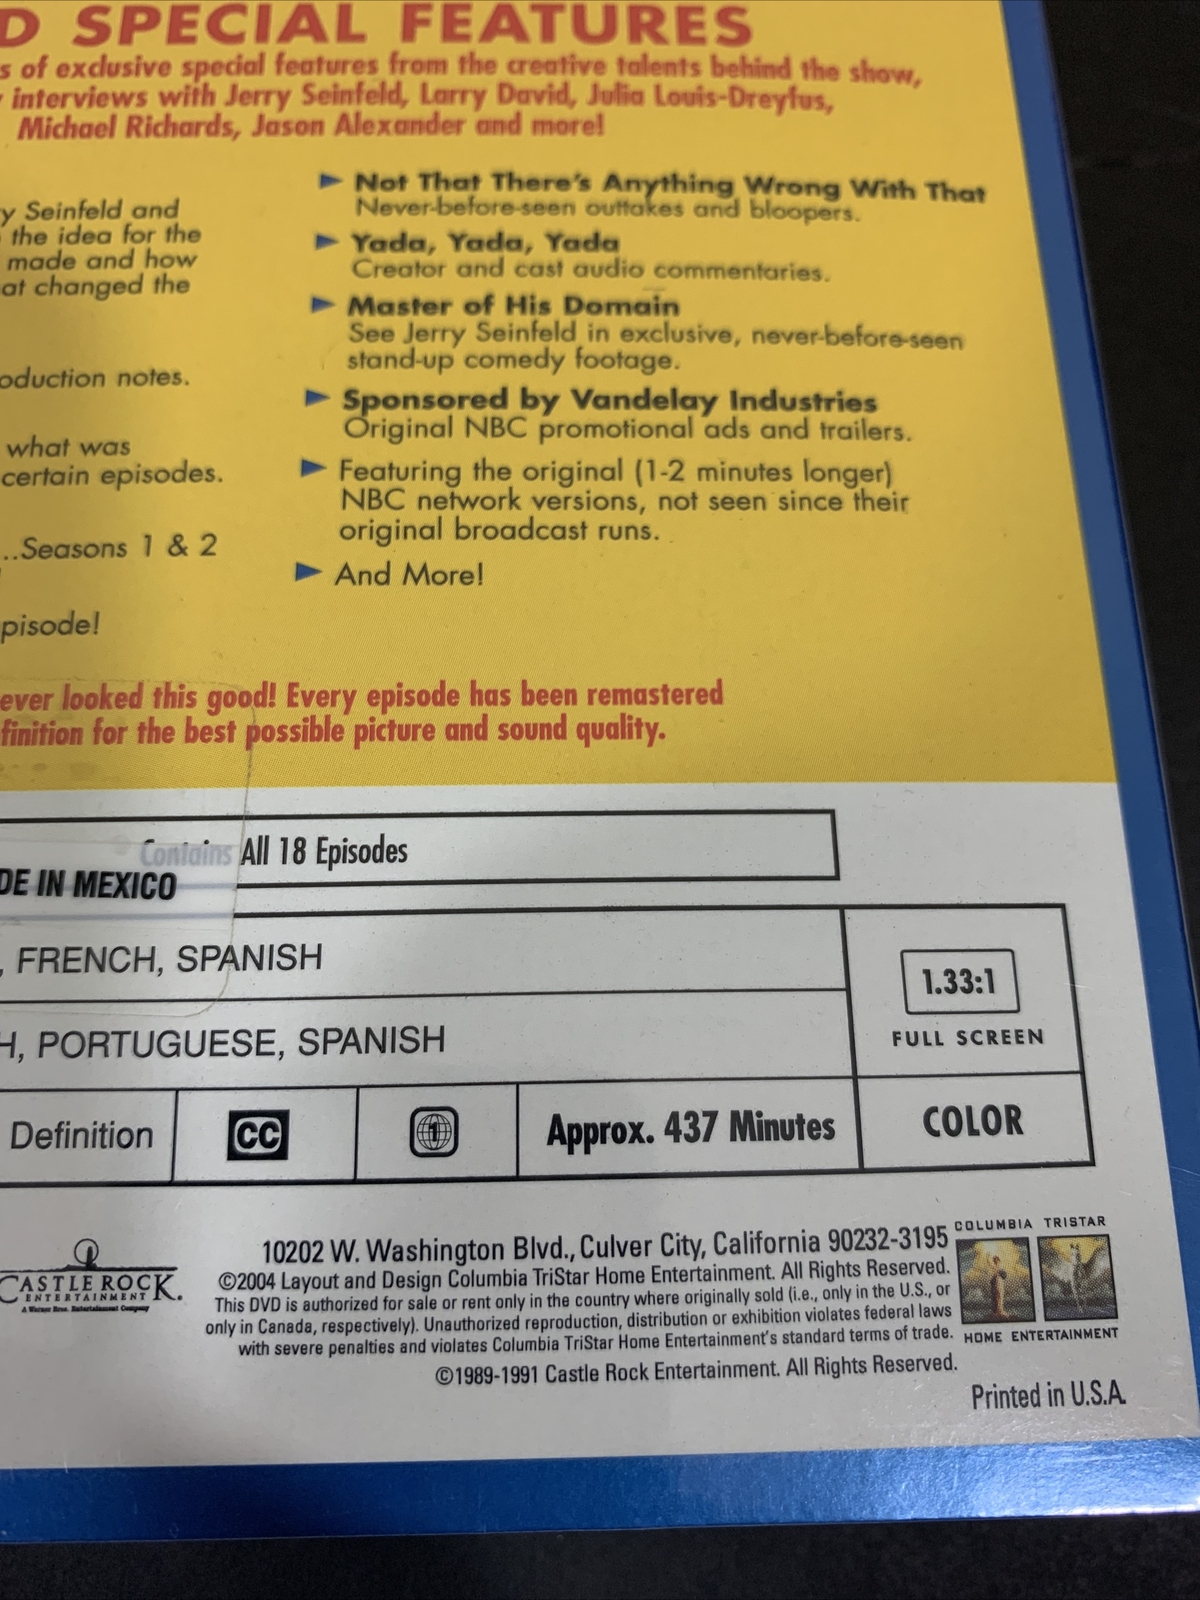 D SPECIAL FEATURES
s of exclusive special features from the creative talents behind the show,
interviews with Jerry Seinfeld, Larry David, Julia Louis-Dreyfus,
Michael Richards, Jason Alexander and more!
y Seinfeld and
the idea for the
made and how
at changed the
oduction notes.
what was
certain episodes.
...Seasons 1 & 2
pisode!
► Not That There's Anything Wrong With That
Never-before-seen outtakes and bloopers.
► Yada, Yada, Yada
Creator and cast audio commentaries.
► Master of His Domain
See Jerry Seinfeld in exclusive, never-before-seen
stand-up comedy footage.
► Sponsored by Vandelay Industries
Original NBC promotional ads and trailers.
► Featuring the original (1-2 minutes longer)
NBC network versions, not seen since their
original broadcast runs.
► And More!
ever looked this good! Every episode has been remastered
finition for the best possible picture and sound quality.
Contains All 18 Episodes
DE IN MEXICO
, FRENCH, SPANISH
H, PORTUGUESE, SPANISH
1.33:1
FULL SCREEN
Definition
CC
1
Approx. 437 Minutes
COLOR
CASTLE ROCK
ENTERTAINMENT
A Warner Bros. Entertainment Company
10202 W. Washington Blvd., Culver City, California 90232-3195
©2004 Layout and Design Columbia TriStar Home Entertainment. All Rights Reserved.
This DVD is authorized for sale or rent only in the country where originally sold (i.e., only in the U.S., or
only in Canada, respectively). Unauthorized reproduction, distribution or exhibition violates federal laws
with severe penalties and violates Columbia TriStar Home Entertainment's standard terms of trade.
©1989-1991 Castle Rock Entertainment. All Rights Reserved.
COLUMBIA TRISTAR
HOME ENTERTAINMENT
Printed in U.S.A.